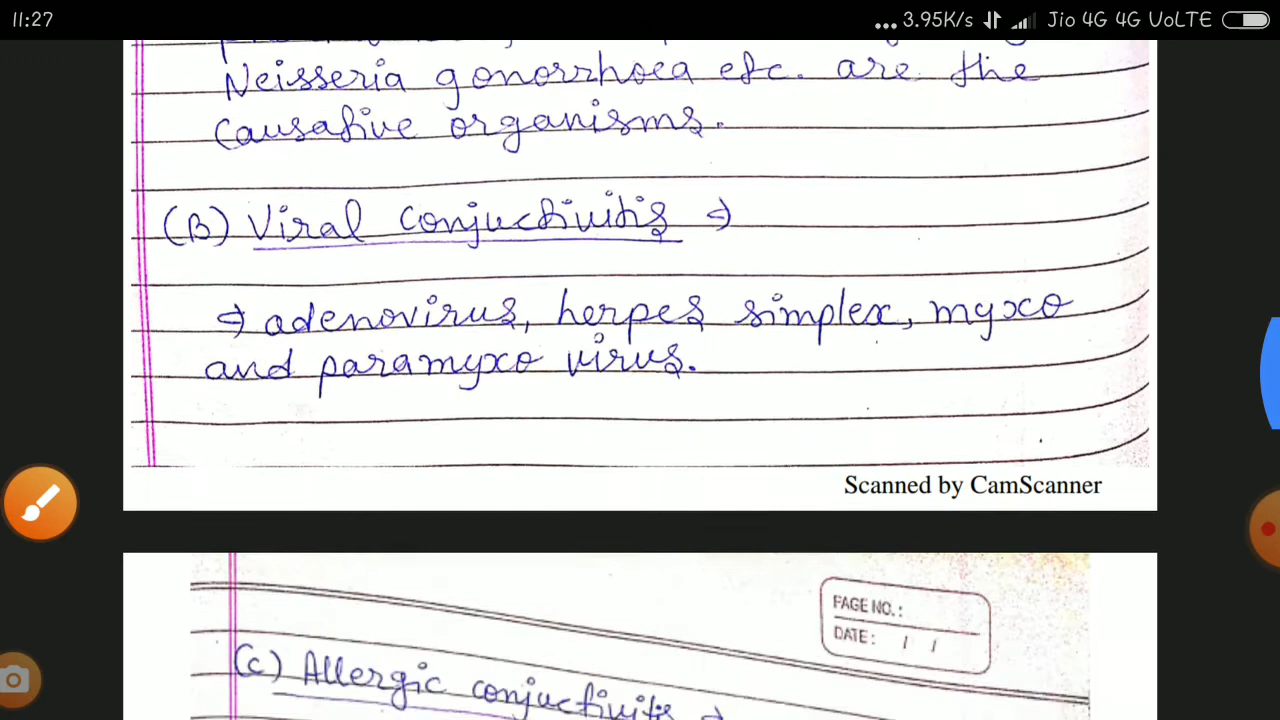 11:27
... 3.95K/s Jio 4G 4G VoLTE
Neisseria gonorrhoea etc. are the
causative organisms.
(B) Viral conjuctivitis ⇒
⇒ adenovirus, herpes simplex, myxo
and paramyxo virus.
Scanned by CamScanner
PAGE NO.:
DATE: / /
(C) Allergic conjuctivitis ⇒